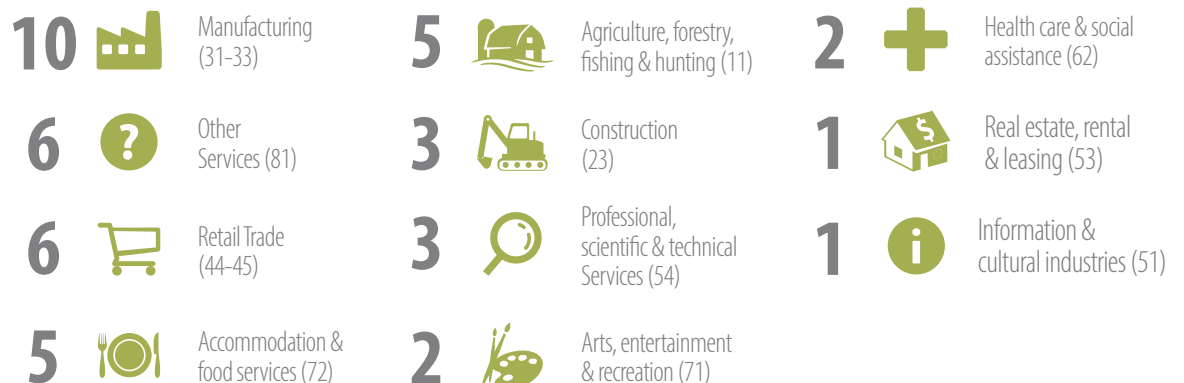 10
Manufacturing
(31-33)
6
?
Other
Services (81)
6
Retail Trade
(44-45)
5
Accommodation &
food services (72)
5
Agriculture, forestry,
fishing & hunting (11)
3
Construction
(23)
3
Professional,
scientific & technical
Services (54)
2
Arts, entertainment
& recreation (71)
2
Health care & social
assistance (62)
1
$
Real estate, rental
& leasing (53)
1
i
Information &
cultural industries (51)